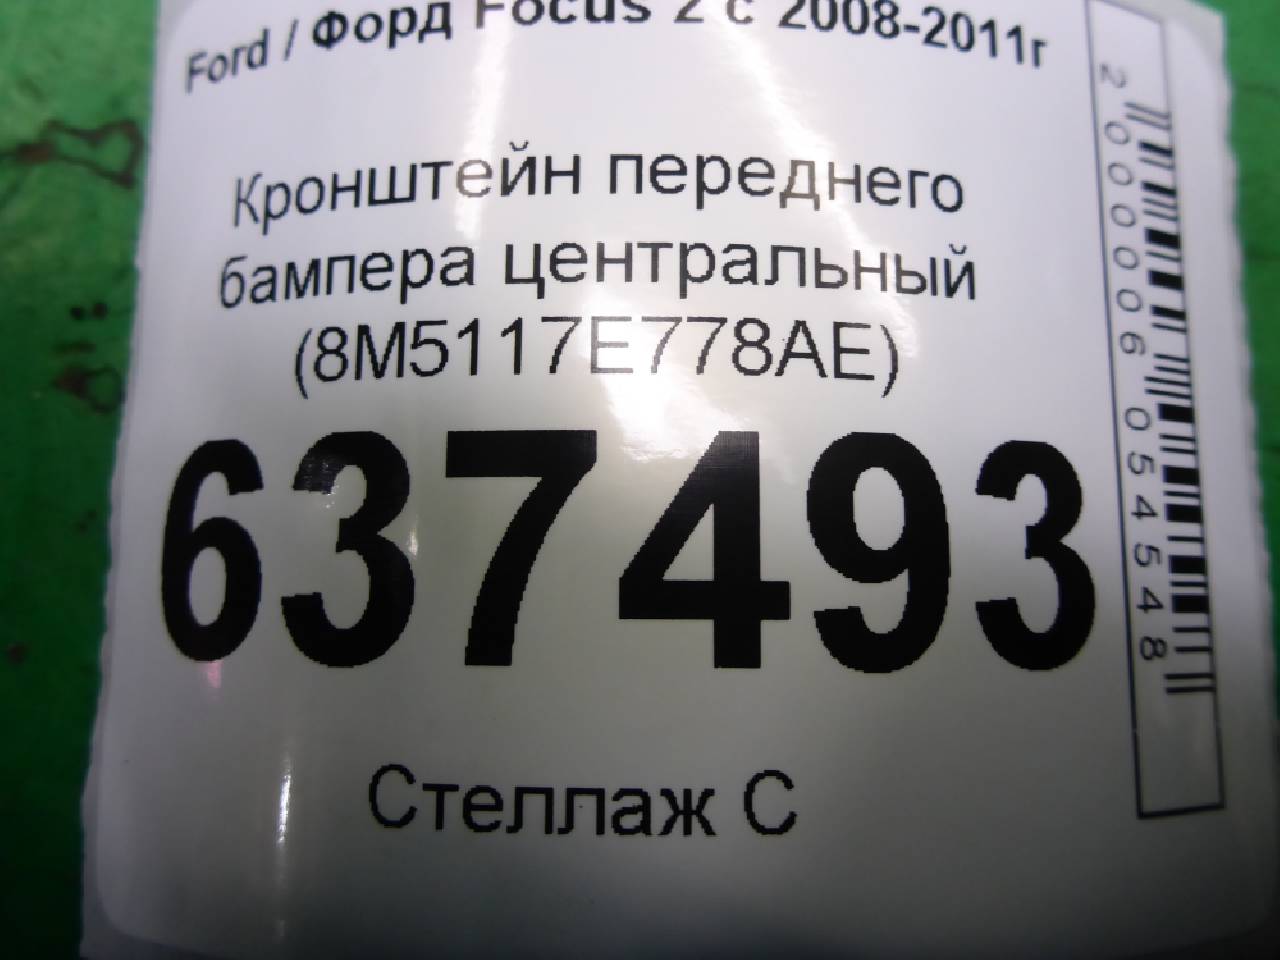 Ford / Форд Focus 2 с 2008-2011г
Кронштейн переднего
бампера центральный
(8M5117E778AE)
637493
Стеллаж С
2000006054548